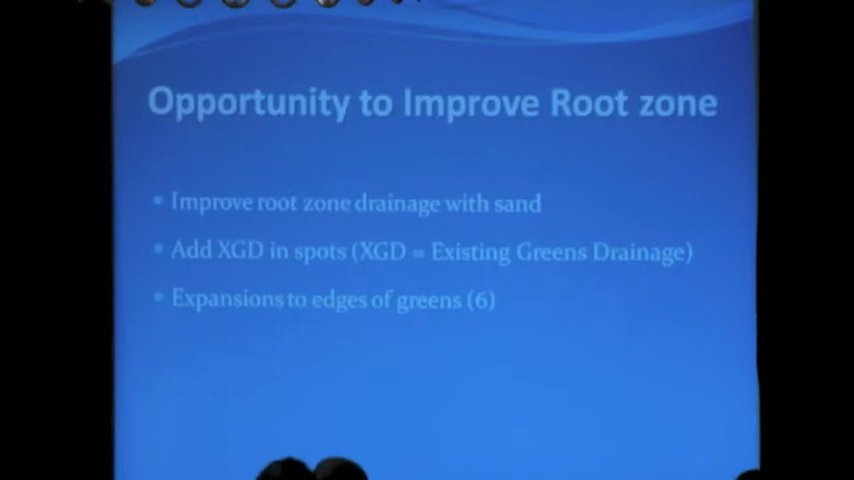 Opportunity to Improve Root zone
• Improve root zone drainage with sand
• Add XGD in spots (XGD = Existing Greens Drainage)
• Expansions to edges of greens (6)